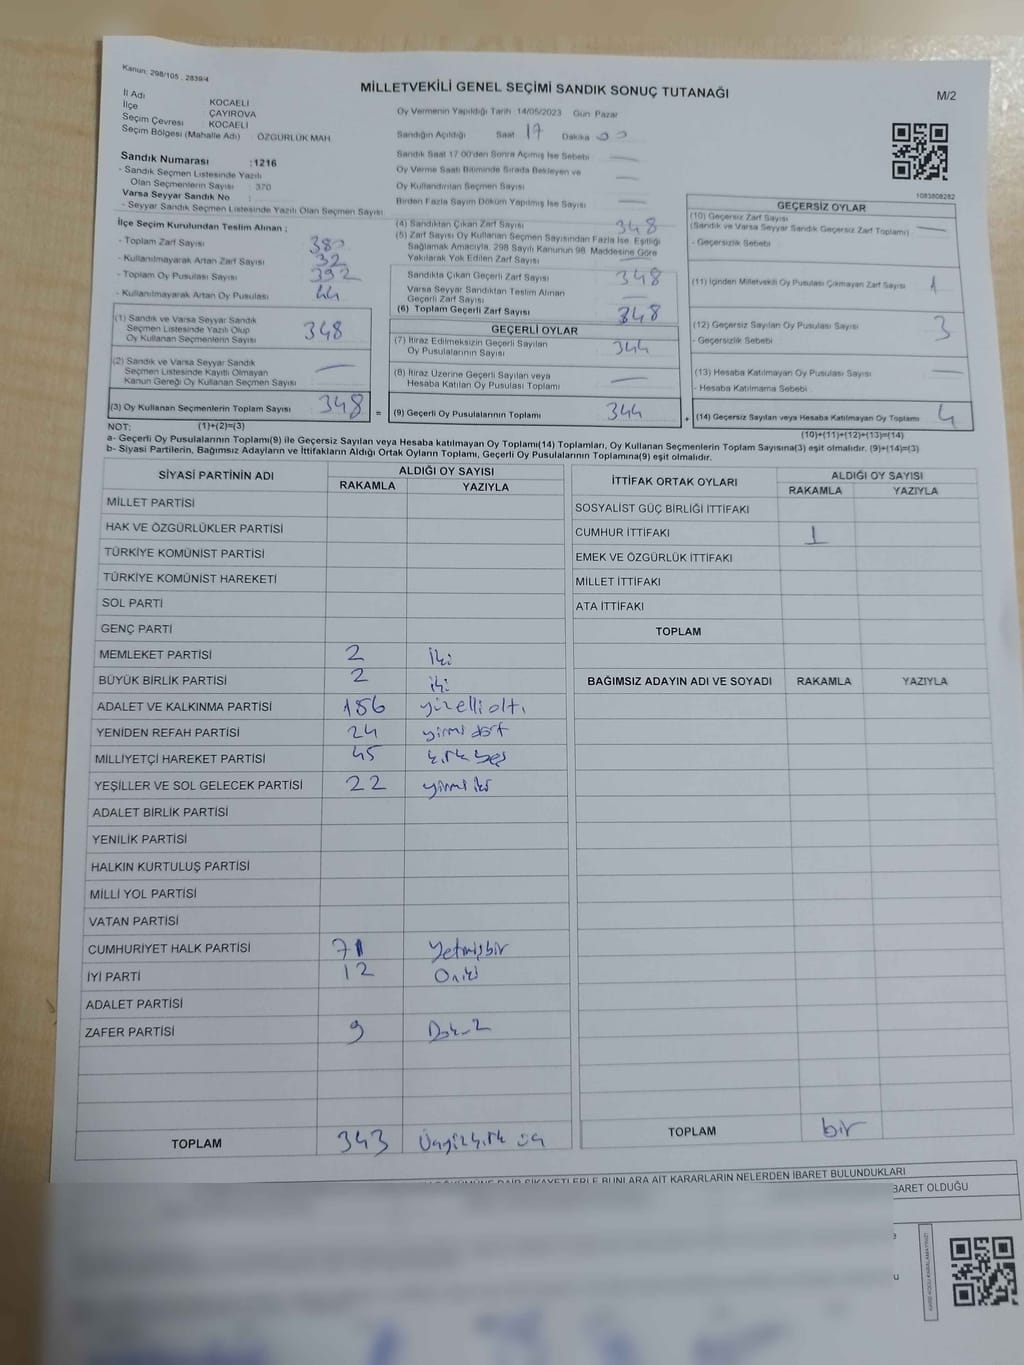 Kanun: 298/105 , 2839/4
MİLLETVEKİLİ GENEL SEÇİMİ SANDIK SONUÇ TUTANAĞI
M/2
İl Adı KOCAELİ
İlçe ÇAYIROVA
Seçim Çevresi KOCAELİ
Seçim Bölgesi (Mahalle Adı) ÖZGÜRLÜK MAH.
Oy Vermenin Yapıldığı Tarih :14/05/2023 Gün Pazar
Sandığın Açıldığı Saat 17 Dakika 00
Sandık Saat 17 00'den Sonra Açımış İse Sebebi
Oy Verme Saati Bitiminde Sırada Bekleyen ve
Oy Kullandırılan Seçmen Sayısı
Birden Fazla Sayım Döküm Yapılmış İse Sayısı
Sandık Numarası :1216
- Sandık Seçmen Listesinde Yazılı
Olan Seçmenlerin Sayısı : 370
Varsa Seyyar Sandık No
- Seyyar Sandık Seçmen Listesinde Yazılı Olan Seçmen Sayısı
1083808282
İlçe Seçim Kurulundan Teslim Alınan ;
- Toplam Zarf Sayısı 380
- Kullanılmayarak Artan Zarf Sayısı 32
- Toplam Oy Pusulası Sayısı 392
- Kullanılmayarak Artan Oy Pusulası 44
(1) Sandık ve Varsa Seyyar Sandık
Seçmen Listesinde Yazılı Olup
Oy Kullanan Seçmenlerin Sayısı 348
(2) Sandık ve Varsa Seyyar Sandık
Seçmen Listesinde Kayıtlı Olmayan
Kanun Gereği Oy Kullanan Seçmen Sayısı
(3) Oy Kullanan Seçmenlerin Toplam Sayısı 348 =
(4) Sandıktan Çıkan Zarf Sayısı 348
(5) Zarf Sayısı Oy Kullanan Seçmen Sayısından Fazla İse, Eşitliği
Sağlamak Amacıyla, 298 Sayılı Kanunun 98. Maddesine Göre
Yakılarak Yok Edilen Zarf Sayısı
Sandıkta Çıkan Geçerli Zarf Sayısı 348
Varsa Seyyar Sandıktan Teslim Alınan
Geçerli Zarf Sayısı
(6) Toplam Geçerli Zarf Sayısı 348
GEÇERLİ OYLAR
(7) İtiraz Edilmeksizin Geçerli Sayılan
Oy Pusulalarının Sayısı 344
(8) İtiraz Üzerine Geçerli Sayılan veya
Hesaba Katılan Oy Pusulası Toplamı
(9) Geçerli Oy Pusulalarının Toplamı 344 +
GEÇERSİZ OYLAR
(10) Geçersiz Zarf Sayısı
(Sandık ve Varsa Seyyar Sandık Geçersiz Zarf Toplamı)
- Geçersizlik Sebebi
(11) İçinden Milletvekili Oy Pusulası Çıkmayan Zarf Sayısı 1
(12) Geçersiz Sayılan Oy Pusulası Sayısı 3
- Geçersizlik Sebebi
(13) Hesaba Katılmayan Oy Pusulası Sayısı
- Hesaba Katılmama Sebebi
(14) Geçersiz Sayılan veya Hesaba Katılmayan Oy Toplamı 4
NOT: (1)+(2)=(3) (10)+(11)+(12)+(13)=(14)
a- Geçerli Oy Pusulalarının Toplamı(9) ile Geçersiz Sayılan veya Hesaba katılmayan Oy Toplamı(14) Toplamları, Oy Kullanan Seçmenlerin Toplam Sayısına(3) eşit olmalıdır. (9)+(14)=(3)
b- Siyasi Partilerin, Bağımsız Adayların ve İttifakların Aldığı Ortak Oyların Toplamı, Geçerli Oy Pusulalarının Toplamına(9) eşit olmalıdır.
SİYASİ PARTİNİN ADI ALDIĞI OY SAYISI
RAKAMLA YAZIYLA
MİLLET PARTİSİ
HAK VE ÖZGÜRLÜKLER PARTİSİ
TÜRKİYE KOMÜNİST PARTİSİ
TÜRKİYE KOMÜNİST HAREKETİ
SOL PARTİ
GENÇ PARTİ
MEMLEKET PARTİSİ 2 iki
BÜYÜK BİRLİK PARTİSİ 2 iki
ADALET VE KALKINMA PARTİSİ 156 yüzellialtı
YENİDEN REFAH PARTİSİ 24 yirmi dört
MİLLİYETÇİ HAREKET PARTİSİ 45 kırk beş
YEŞİLLER VE SOL GELECEK PARTİSİ 22 yirmi iki
ADALET BİRLİK PARTİSİ
YENİLİK PARTİSİ
HALKIN KURTULUŞ PARTİSİ
MİLLİ YOL PARTİSİ
VATAN PARTİSİ
CUMHURİYET HALK PARTİSİ 71 Yetmişbir
İYİ PARTİ 12 Oniki
ADALET PARTİSİ
ZAFER PARTİSİ 9 Dokuz
TOPLAM 343 Üçyüzkırk üç
İTTİFAK ORTAK OYLARI ALDIĞI OY SAYISI
RAKAMLA YAZIYLA
SOSYALİST GÜÇ BİRLİĞİ İTTİFAKI
CUMHUR İTTİFAKI 1
EMEK VE ÖZGÜRLÜK İTTİFAKI
MİLLET İTTİFAKI
ATA İTTİFAKI
TOPLAM
BAĞIMSIZ ADAYIN ADI VE SOYADI RAKAMLA YAZIYLA
TOPLAM bir
ŞİKAYETLERLE BUNLARA AİT KARARLARIN NELERDEN İBARET BULUNDUKLARI
BARET OLDUĞU